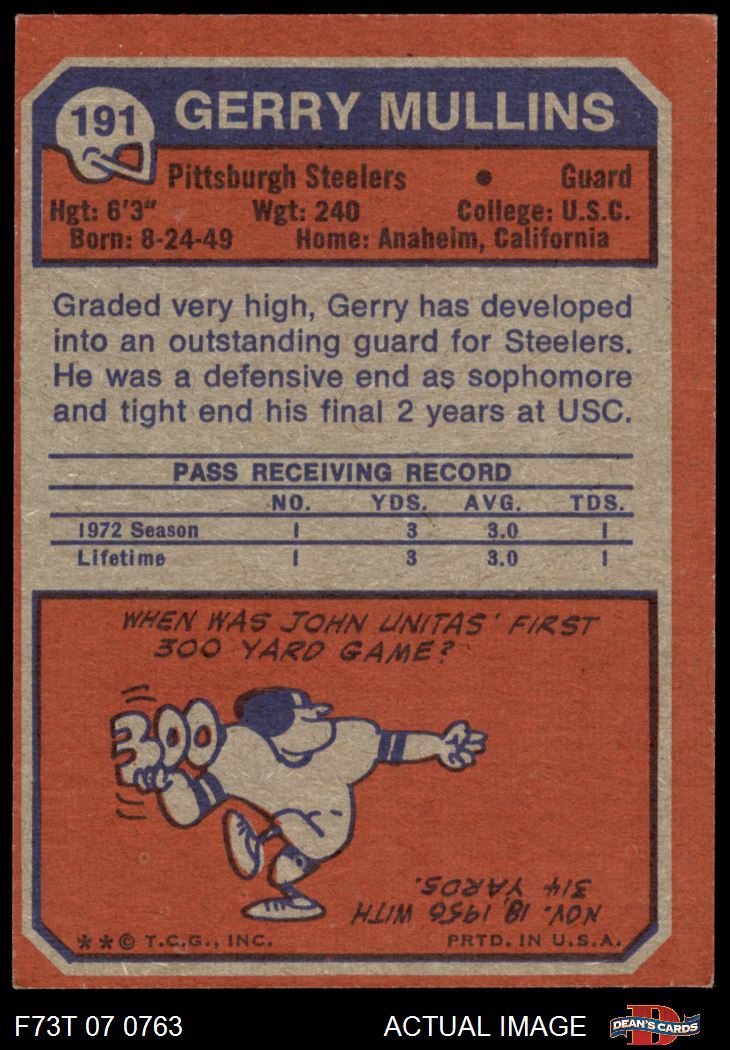 191 GERRY MULLINS
Pittsburgh Steelers • Guard
Hgt: 6'3" Wgt: 240 College: U.S.C.
Born: 8-24-49 Home: Anaheim, California
Graded very high, Gerry has developed
into an outstanding guard for Steelers.
He was a defensive end as sophomore
and tight end his final 2 years at USC.
PASS RECEIVING RECORD
NO. YDS. AVG. TDS.
1972 Season 1 3 3.0 1
Lifetime 1 3 3.0 1
WHEN WAS JOHN UNITAS' FIRST
300 YARD GAME?
300
NOV. 18, 1956 WITH
314 YARDS.
**© T.C.G., INC. PRTD. IN U.S.A.
F73T 07 0763 ACTUAL IMAGE D DEAN'S CARDS